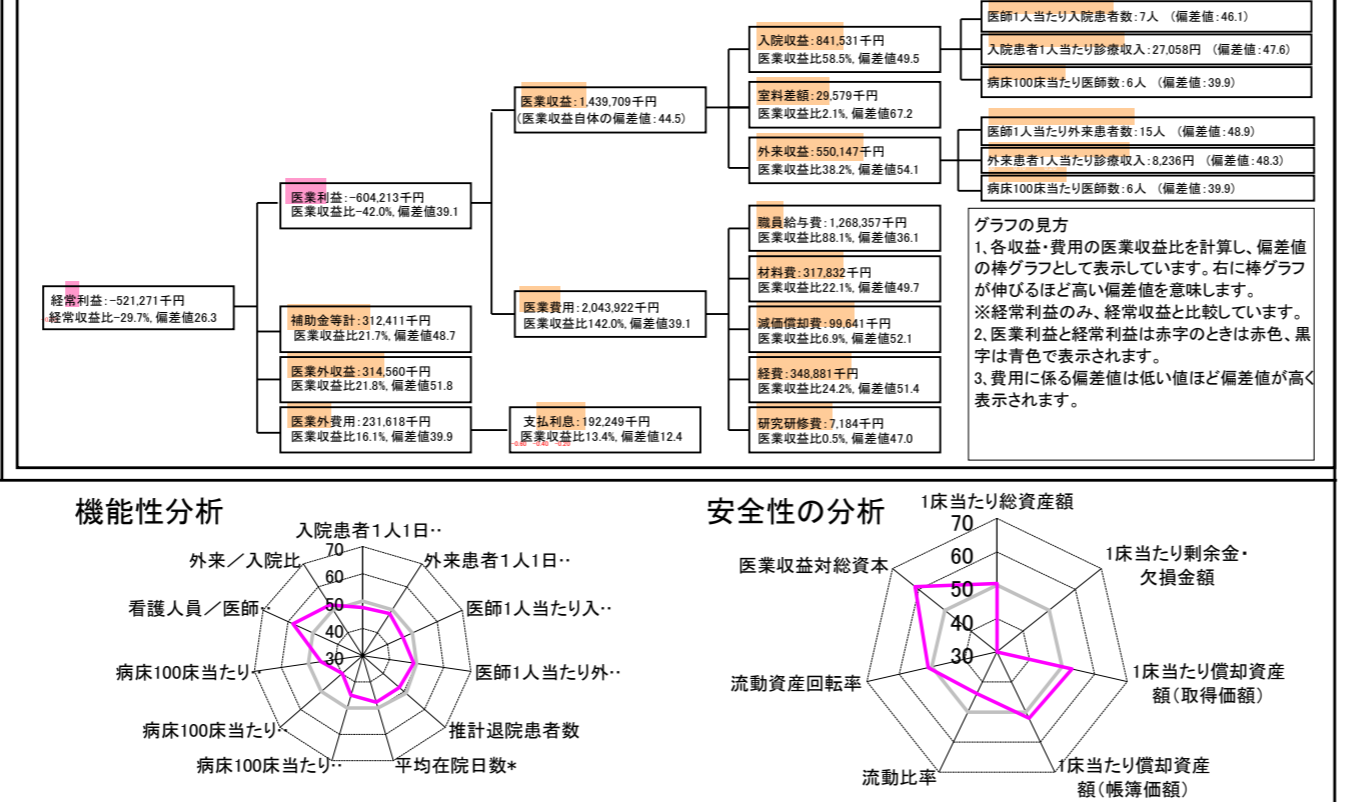 医師1人当たり入院患者数:7人 (偏差値:46.1)
入院収益:841,531千円
医業収益比58.5%, 偏差値49.5
入院患者1人当たり診療収入:27,058円 (偏差値:47.6)
病床100床当たり医師数:6人 (偏差値:39.9)
医業収益:1,439,709千円
(医業収益自体の偏差値:44.5)
室料差額:29,579千円
医業収益比2.1%, 偏差値67.2
医師1人当たり外来患者数:15人 (偏差値:48.9)
外来収益:550,147千円
医業収益比38.2%, 偏差値54.1
外来患者1人当たり診療収入:8,236円 (偏差値:48.3)
病床100床当たり医師数:6人 (偏差値:39.9)
医業利益:-604,213千円
医業収益比-42.0%, 偏差値39.1
職員給与費:1,268,357千円
医業収益比88.1%, 偏差値36.1
材料費:317,832千円
医業収益比22.1%, 偏差値49.7
経常利益:-521,271千円
経常収益比-29.7%, 偏差値26.3
医業費用:2,043,922千円
医業収益比142.0%, 偏差値39.1
補助金等計:312,411千円
医業収益比21.7%, 偏差値48.7
減価償却費:99,641千円
医業収益比6.9%, 偏差値52.1
医業外収益:314,560千円
医業収益比21.8%, 偏差値51.8
経費:348,881千円
医業収益比24.2%, 偏差値51.4
医業外費用:231,618千円
医業収益比16.1%, 偏差値39.9
支払利息:192,249千円
医業収益比13.4%, 偏差値12.4
-0.60 -0.40 -0.20
研究研修費:7,184千円
医業収益比0.5%, 偏差値47.0
グラフの見方
1、各収益・費用の医業収益比を計算し、偏差値
の棒グラフとして表示しています。右に棒グラフ
が伸びるほど高い偏差値を意味します。
※経常利益のみ、経常収益と比較しています。
2、医業利益と経常利益は赤字のときは赤色、黒
字は青色で表示されます。
3、費用に係る偏差値は低い値ほど偏差値が高く
表示されます。
機能性分析
入院患者1人1日‥
外来患者1人1日‥
医師1人当たり入‥
医師1人当たり外‥
推計退院患者数
平均在院日数*
病床100床当たり‥
病床100床当たり‥
病床100床当たり‥
看護人員/医師‥
外来/入院比
70
60
50
40
30
安全性の分析
1床当たり総資産額
1床当たり剰余金・
欠損金額
1床当たり償却資産
額(取得価額)
1床当たり償却資産
額(帳簿価額)
流動比率
流動資産回転率
医業収益対総資本
70
60
50
40
30